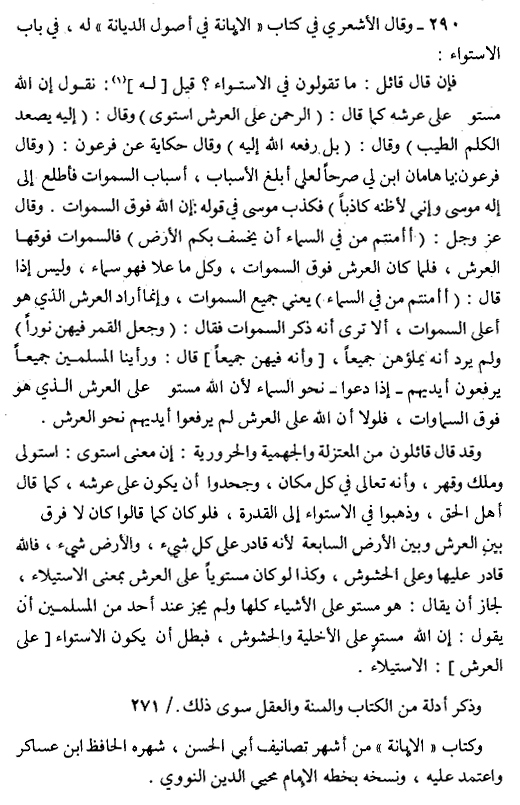 ٢٩٠ ـ وقال الأشعري في كتاب « الإبانة في أصول الديانة » له ، في باب
الاستواء :
فإن قال قائل : ما تقولون في الاستواء ؟ قيل [ لـه ](١) : نقـول إن الله
مستو على عرشه كما قال : ( الرحمن على العرش استوى ) وقال : ( إليه يصعد
الكلم الطيب ) وقال : ( بل رفعه الله إليه ) وقال حكاية عن فرعون : ( وقال
فرعون:ياهامان ابن لي صرحاً لعلي أبلغ الأسباب ، أسباب السموات فأطلع إلى
إله موسى وإني لأظنه كاذباً ) فكذب موسى في قوله :إن الله فوق السموات . وقال
عز وجل : ( أأمنتم من في السماء أن يخسف بكم الأرض ) فالسموات فوقها
العرش ، فلما كان العرش فوق السموات ، وكل ما علا فهو سماء ، وليس إذا
قال : ( أأمنتم من في السماء ) يعني جميع السموات ، وإنما أراد العرش الذي هو
أعلى السموات ، ألا ترى أنه ذكر السموات فقال : ( وجعل القمر فيهن نوراً )
ولم يرد أنه يملؤهن جميعاً ، [ وأنه فيهن جميعاً ] قال : ورأينا المسلمـين جميعـاً
يرفعون أيديهم ـ إذا دعوا ـ نحو السماء لأن الله مستو على العرش الـذي هو
فوق السماوات ، فلولا أن الله على العرش لم يرفعوا أيديهم نحو العرش .
وقد قال قائلون من المعتزلة والجهمية والحرورية : إن معنى استوى : استولى
وملك وقهر ، وأنه تعالى في كل مكان ، وجحدوا أن يكون على عرشه ، كما قال
أهل الحق ، وذهبوا في الاستواء إلى القدرة ، فلو كان كما قالوا كان لا فرق
بين العرش وبين الأرض السابعة لأنه قادر على كل شيء ، والأرض شيء ، فالله
قادر عليها وعلى الحشوش ، وكذا لو كان مستوياً على العرش بمعنى الاستيلاء ،
لجاز أن يقال : هو مستو على الأشياء كلها ولم يجز عند أحد من المسلمـين أن
يقول : إن الله مستوٍ على الأخلية والحشوش ، فبطل أن يكون الاستواء [ على
العرش ] : الاستيلاء .
وذكر أدلة من الكتاب والسنة والعقل سوى ذلك ./ ٢٧١
وكتاب « الإبانة » من أشهر تصانيف أبي الحسن ، شهره الحافظ ابن عساكر
واعتمد عليه ، ونسخه بخطه الإمام محيي الدين النووي .